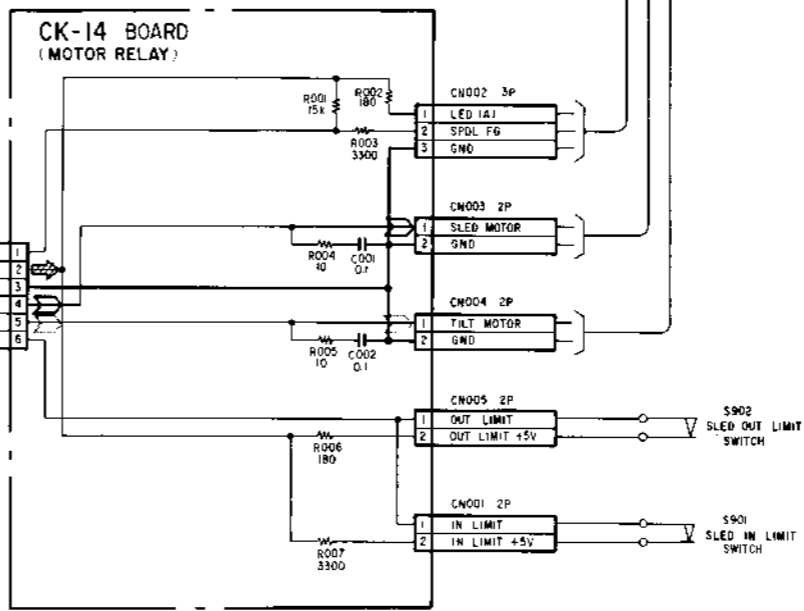 CK-14 BOARD
(MOTOR RELAY)
R001
15k
R002
180
R003
3300
CN002 3P
1 LED (A)
2 SPDL FG
3 GND
CN003 2P
1 SLED MOTOR
2 GND
R004
10
C001
0.1
1
2
3
4
5
6
CN004 2P
1 TILT MOTOR
2 GND
R005
10
C002
0.1
CN005 2P
1 OUT LIMIT
2 OUT LIMIT +5V
R006
180
S902
SLED OUT LIMIT
SWITCH
CN001 2P
1 IN LIMIT
2 IN LIMIT +5V
R007
3300
S901
SLED IN LIMIT
SWITCH